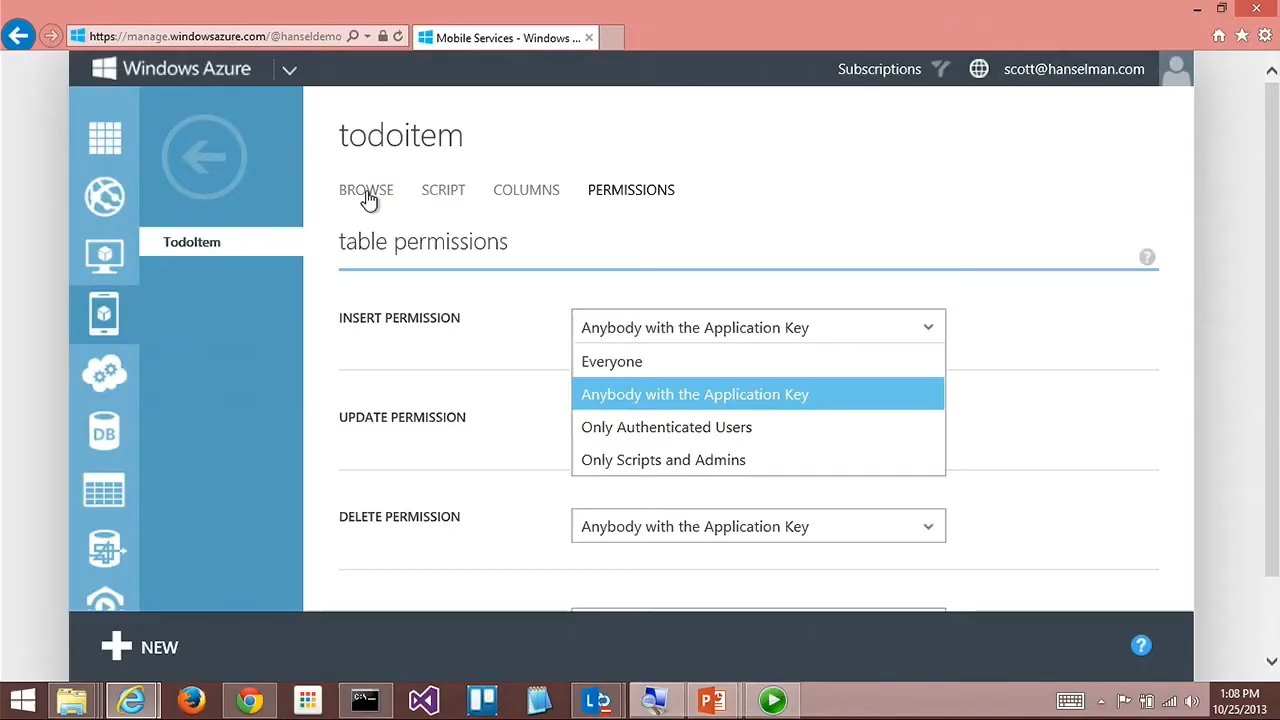 https://manage.windowsazure.com/@hanseldemo
Mobile Services - Windows ...
Windows Azure
Subscriptions
scott@hanselman.com
todoitem
BROWSE SCRIPT COLUMNS PERMISSIONS
TodoItem
table permissions
?
INSERT PERMISSION
Anybody with the Application Key
Everyone
Anybody with the Application Key
UPDATE PERMISSION
Only Authenticated Users
Only Scripts and Admins
DELETE PERMISSION
Anybody with the Application Key
DB
NEW
?
C:\_
1:08 PM
10/25/2013